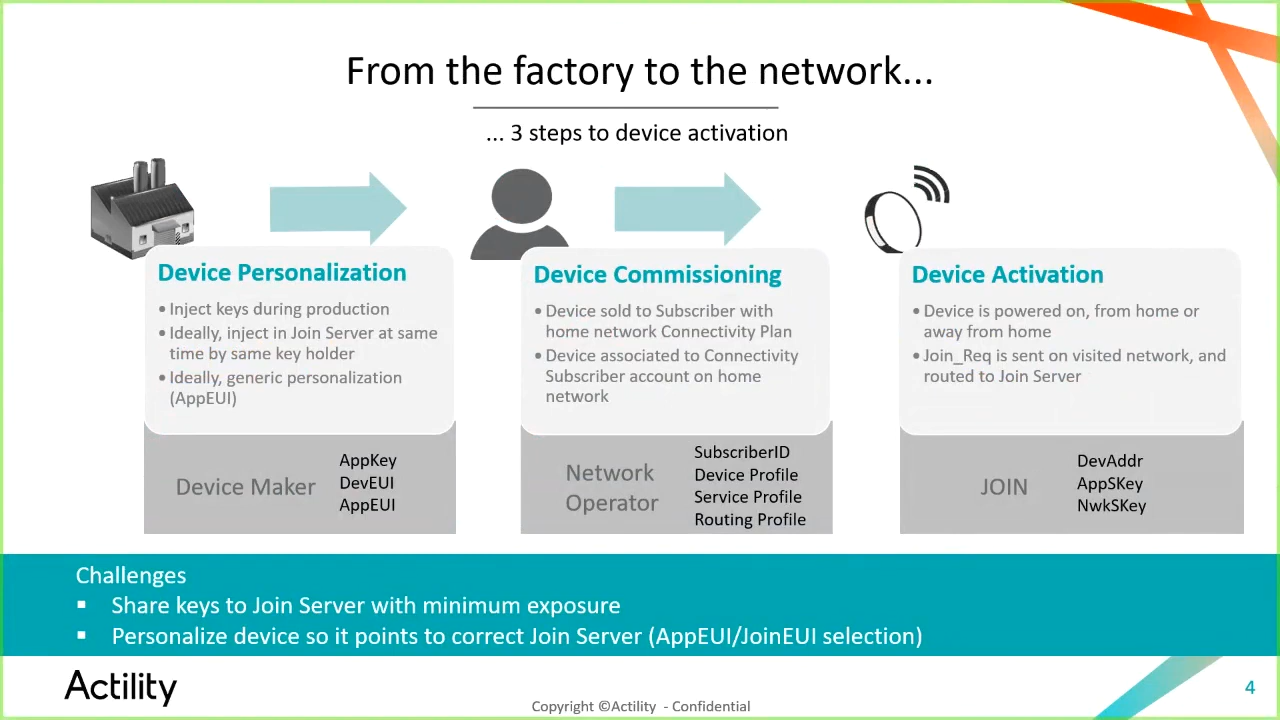 From the factory to the network...
... 3 steps to device activation
Device Personalization
• Inject keys during production
• Ideally, inject in Join Server at same
time by same key holder
• Ideally, generic personalization
(AppEUI)
Device Maker
AppKey
DevEUI
AppEUI
Device Commissioning
• Device sold to Subscriber with
home network Connectivity Plan
• Device associated to Connectivity
Subscriber account on home
network
Network
Operator
SubscriberID
Device Profile
Service Profile
Routing Profile
Device Activation
• Device is powered on, from home or
away from home
• Join_Req is sent on visited network, and
routed to Join Server
JOIN
DevAddr
AppSKey
NwkSKey
Challenges
▪ Share keys to Join Server with minimum exposure
▪ Personalize device so it points to correct Join Server (AppEUI/JoinEUI selection)
Actility
Copyright ©Actility - Confidential
4